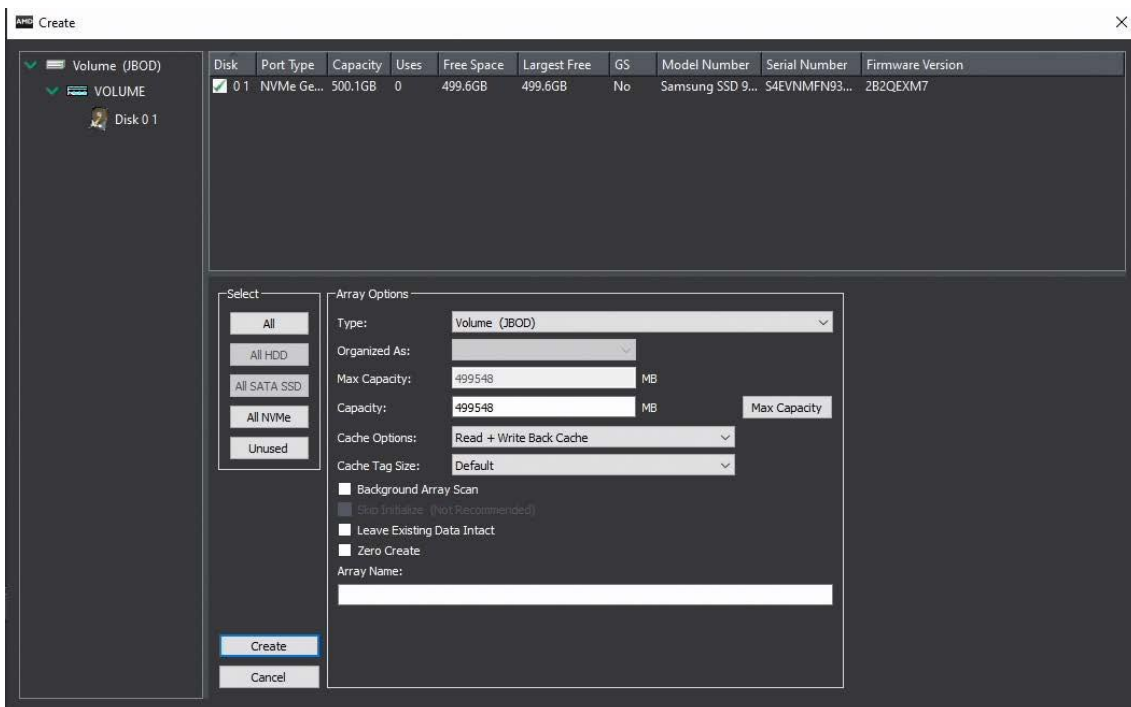 AMD Create
Volume (JBOD)
VOLUME
Disk 0 1
Disk Port Type Capacity Uses Free Space Largest Free GS Model Number Serial Number Firmware Version
0 1 NVMe Ge... 500.1GB 0 499.6GB 499.6GB No Samsung SSD 9... S4EVNMFN93... 2B2QEXM7
Select
All
All HDD
All SATA SSD
All NVMe
Unused
Create
Cancel
Array Options
Type: Volume (JBOD)
Organized As:
Max Capacity: 499548 MB
Capacity: 499548 MB Max Capacity
Cache Options: Read + Write Back Cache
Cache Tag Size: Default
Background Array Scan
Skip Initialize (Not Recommended)
Leave Existing Data Intact
Zero Create
Array Name: